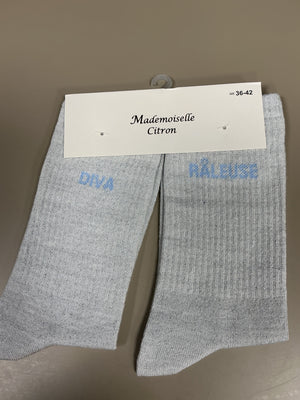 36-42
Mademoiselle
Citron
DIVA
RÂLEUSE